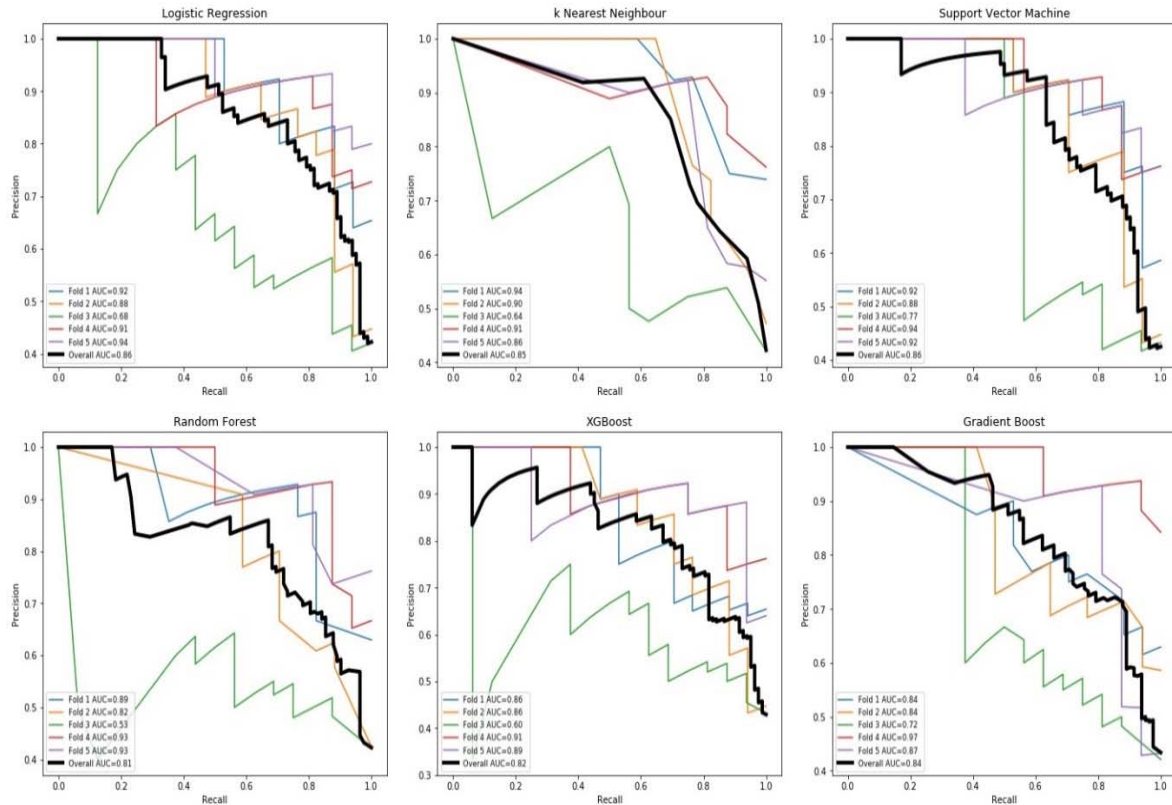 Logistic Regression
1.0
0.9
0.8
0.7
0.6
0.5
0.4
Precision
Fold 1 AUC=0.92
Fold 2 AUC=0.88
Fold 3 AUC=0.68
Fold 4 AUC=0.91
Fold 5 AUC=0.94
Overall AUC=0.86
0.0 0.2 0.4 0.6 0.8 1.0
Recall
k Nearest Neighbour
1.0
0.9
0.8
0.7
0.6
0.5
0.4
Precision
Fold 1 AUC=0.94
Fold 2 AUC=0.90
Fold 3 AUC=0.64
Fold 4 AUC=0.91
Fold 5 AUC=0.86
Overall AUC=0.85
0.0 0.2 0.4 0.6 0.8 1.0
Recall
Support Vector Machine
1.0
0.9
0.8
0.7
0.6
0.5
0.4
Precision
Fold 1 AUC=0.92
Fold 2 AUC=0.88
Fold 3 AUC=0.77
Fold 4 AUC=0.94
Fold 5 AUC=0.92
Overall AUC=0.86
0.0 0.2 0.4 0.6 0.8 1.0
Recall
Random Forest
1.0
0.9
0.8
0.7
0.6
0.5
0.4
Precision
Fold 1 AUC=0.89
Fold 2 AUC=0.82
Fold 3 AUC=0.53
Fold 4 AUC=0.93
Fold 5 AUC=0.93
Overall AUC=0.81
0.0 0.2 0.4 0.6 0.8 1.0
Recall
XGBoost
1.0
0.9
0.8
0.7
0.6
0.5
0.4
0.3
Precision
Fold 1 AUC=0.86
Fold 2 AUC=0.86
Fold 3 AUC=0.60
Fold 4 AUC=0.91
Fold 5 AUC=0.89
Overall AUC=0.82
0.0 0.2 0.4 0.6 0.8 1.0
Recall
Gradient Boost
1.0
0.9
0.8
0.7
0.6
0.5
0.4
Precision
Fold 1 AUC=0.84
Fold 2 AUC=0.84
Fold 3 AUC=0.72
Fold 4 AUC=0.97
Fold 5 AUC=0.87
Overall AUC=0.84
0.0 0.2 0.4 0.6 0.8 1.0
Recall